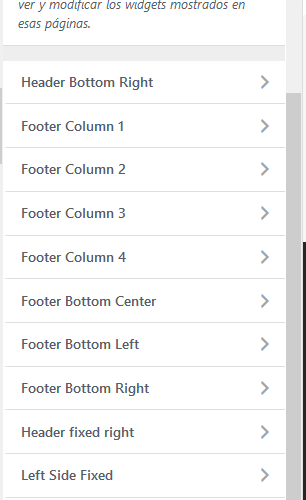 ver y modificar los widgets mostrados en
esas páginas.
Header Bottom Right
Footer Column 1
Footer Column 2
Footer Column 3
Footer Column 4
Footer Bottom Center
Footer Bottom Left
Footer Bottom Right
Header fixed right
Left Side Fixed